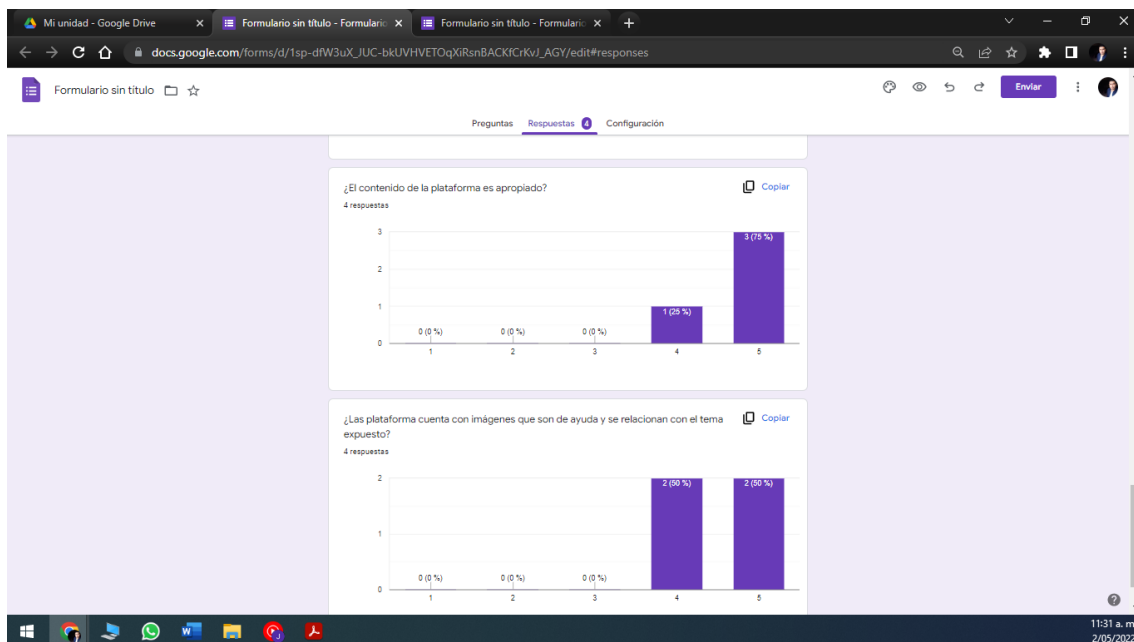 Mi unidad - Google Drive
Formulario sin título - Formulario
Formulario sin título - Formulario
docs.google.com/forms/d/1sp-dfW3uX_JUC-bkUVHVETOqXiRsnBACKfCrKvJ_AGY/edit#responses
Formulario sin título
Enviar
Preguntas Respuestas 4 Configuración
¿El contenido de la plataforma es apropiado?
Copiar
4 respuestas
3
2
1
0
0 (0 %) 0 (0 %) 0 (0 %) 1 (25 %) 3 (75 %)
1 2 3 4 5
¿Las plataforma cuenta con imágenes que son de ayuda y se relacionan con el tema
expuesto?
Copiar
4 respuestas
2
1
0
0 (0 %) 0 (0 %) 0 (0 %) 2 (50 %) 2 (50 %)
1 2 3 4 5
11:31 a. m